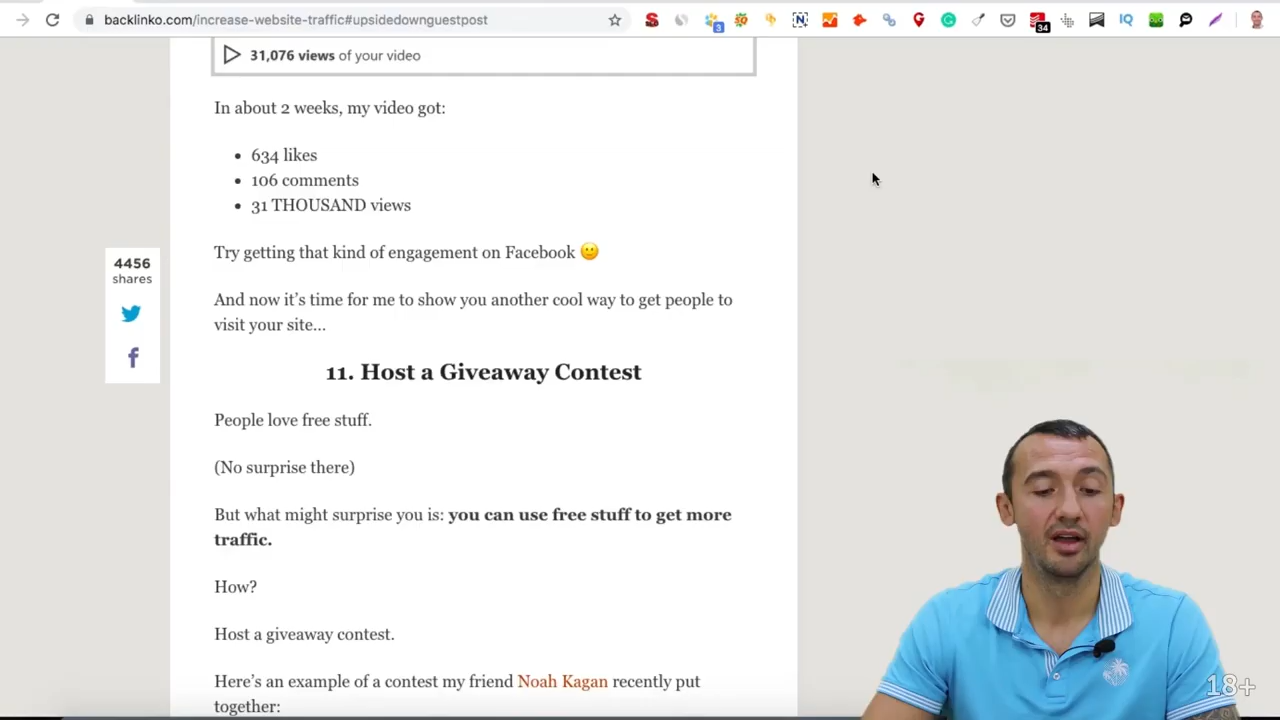 backlinko.com/increase-website-traffic#upsidedownguestpost
3
34
31,076 views of your video
In about 2 weeks, my video got:
• 634 likes
• 106 comments
• 31 THOUSAND views
Try getting that kind of engagement on Facebook 🙂
And now it’s time for me to show you another cool way to get people to
visit your site…
4456
shares
11. Host a Giveaway Contest
People love free stuff.
(No surprise there)
But what might surprise you is: you can use free stuff to get more
traffic.
How?
Host a giveaway contest.
Here’s an example of a contest my friend Noah Kagan recently put
together:
18+